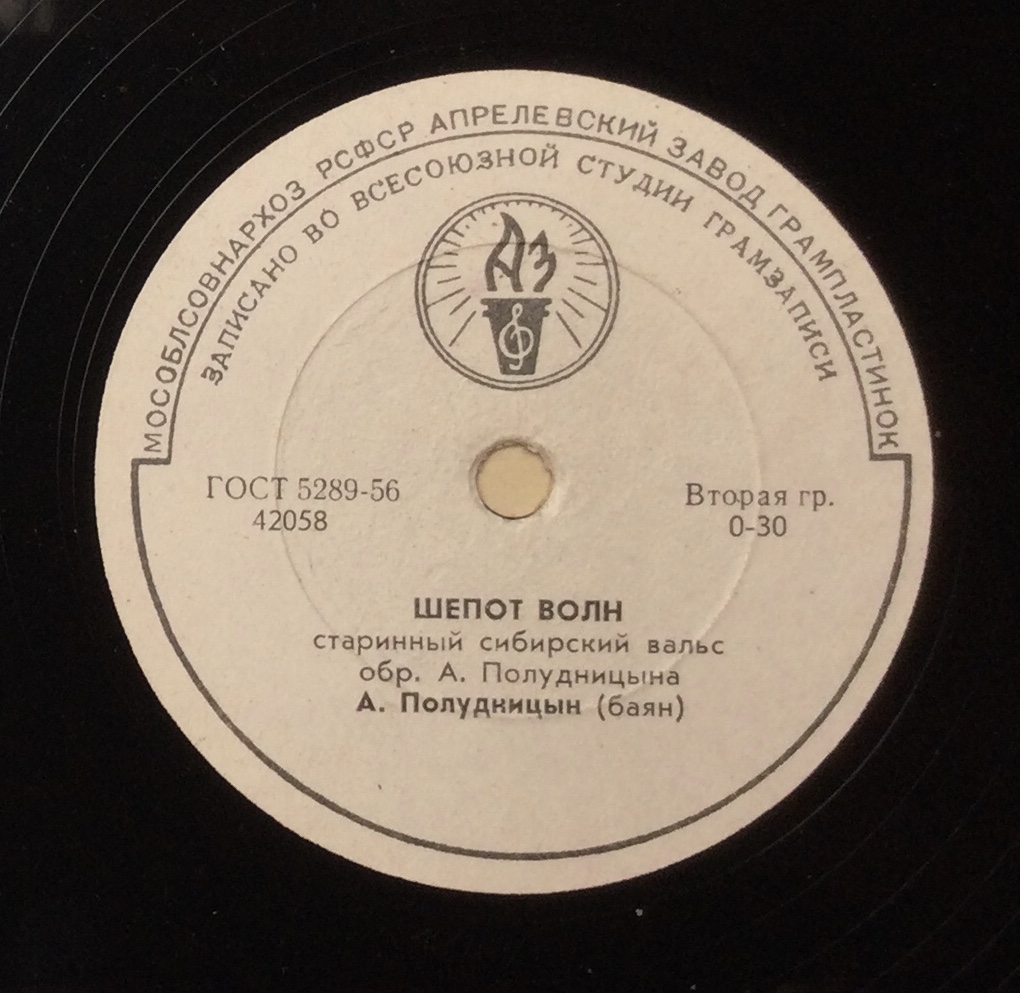 МОСОБЛСОВНАРХОЗ РСФСР АПРЕЛЕВСКИЙ ЗАВОД ГРАМПЛАСТИНОК
ЗАПИСАНО ВО ВСЕСОЮЗНОЙ СТУДИИ ГРАМЗАПИСИ
АЗ
ГОСТ 5289-56
42058
Вторая гр.
0-30
ШЕПОТ ВОЛН
старинный сибирский вальс
обр. А. Полудницына
А. Полудницын (баян)